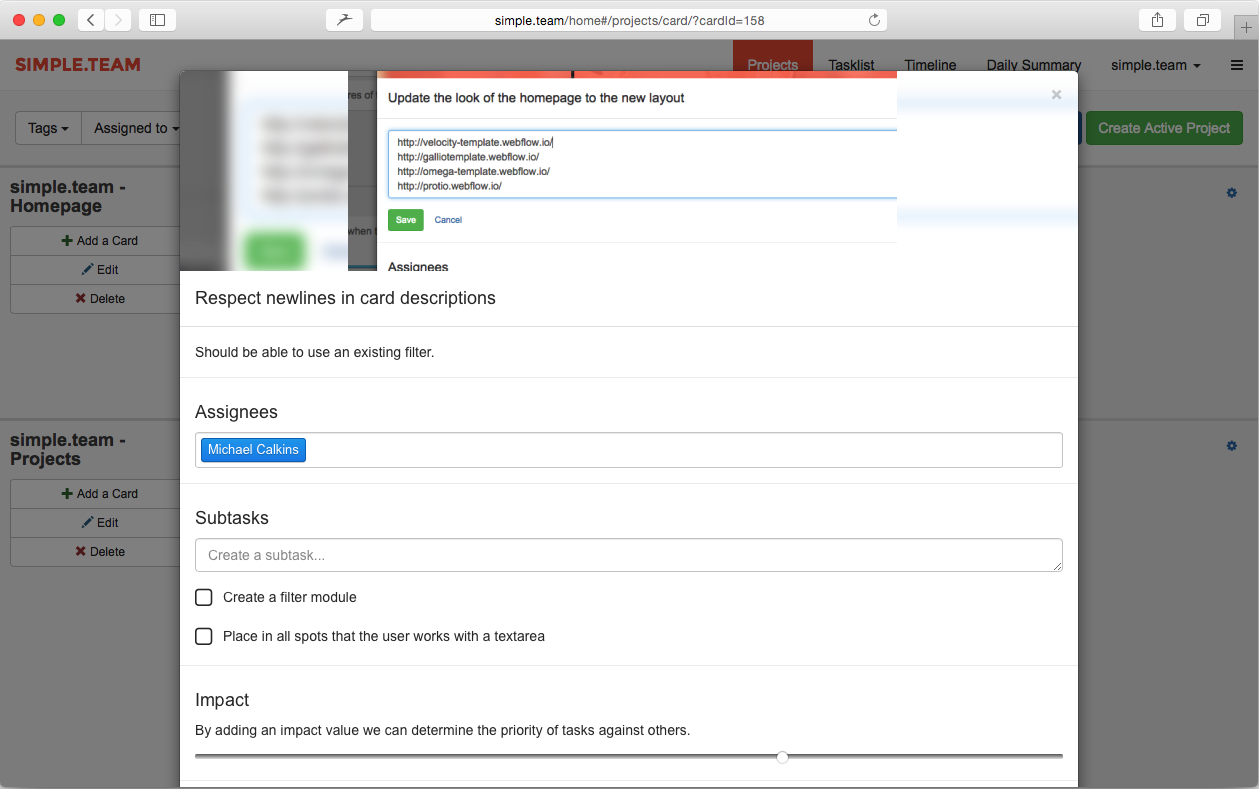 simple.team/home#/projects/card/?cardId=158
SIMPLE.TEAM
Projects
Tasklist
Timeline
Daily Summary
simple.team
Tags
Assigned to
Create Active Project
res of
Update the look of the homepage to the new layout
http://velocity-template.webflow.io/
http://galliotemplate.webflow.io/
http://omega-template.webflow.io/
http://protio.webflow.io/
Save
Cancel
when t
Assignees
simple.team -
Homepage
Add a Card
Edit
Delete
simple.team -
Projects
Add a Card
Edit
Delete
Respect newlines in card descriptions
Should be able to use an existing filter.
Assignees
Michael Calkins
Subtasks
Create a subtask...
Create a filter module
Place in all spots that the user works with a textarea
Impact
By adding an impact value we can determine the priority of tasks against others.